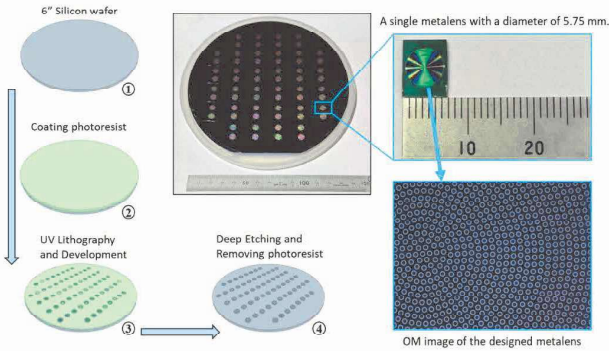 6″ Silicon wafer
①
Coating photoresist
②
UV Lithography
and Development
③
Deep Etching and
Removing photoresist
④
A single metalens with a diameter of 5.75 mm.
10
20
100
OM image of the designed metalens